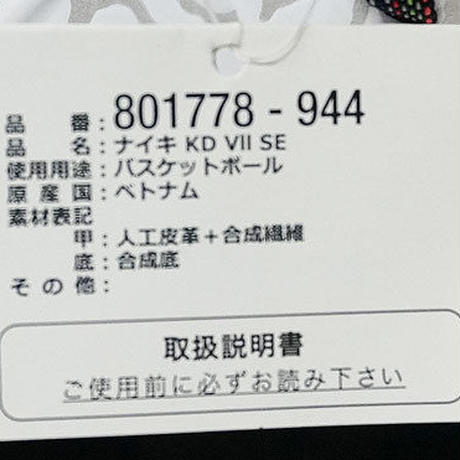 品番：801778 - 944
品名：ナイキ KD VII SE
使用用途：バスケットボール
原産国：ベトナム
素材表記
甲：人工皮革＋合成繊維
底：合成底
その他：
取扱説明書
ご使用前に必ずお読み下さい